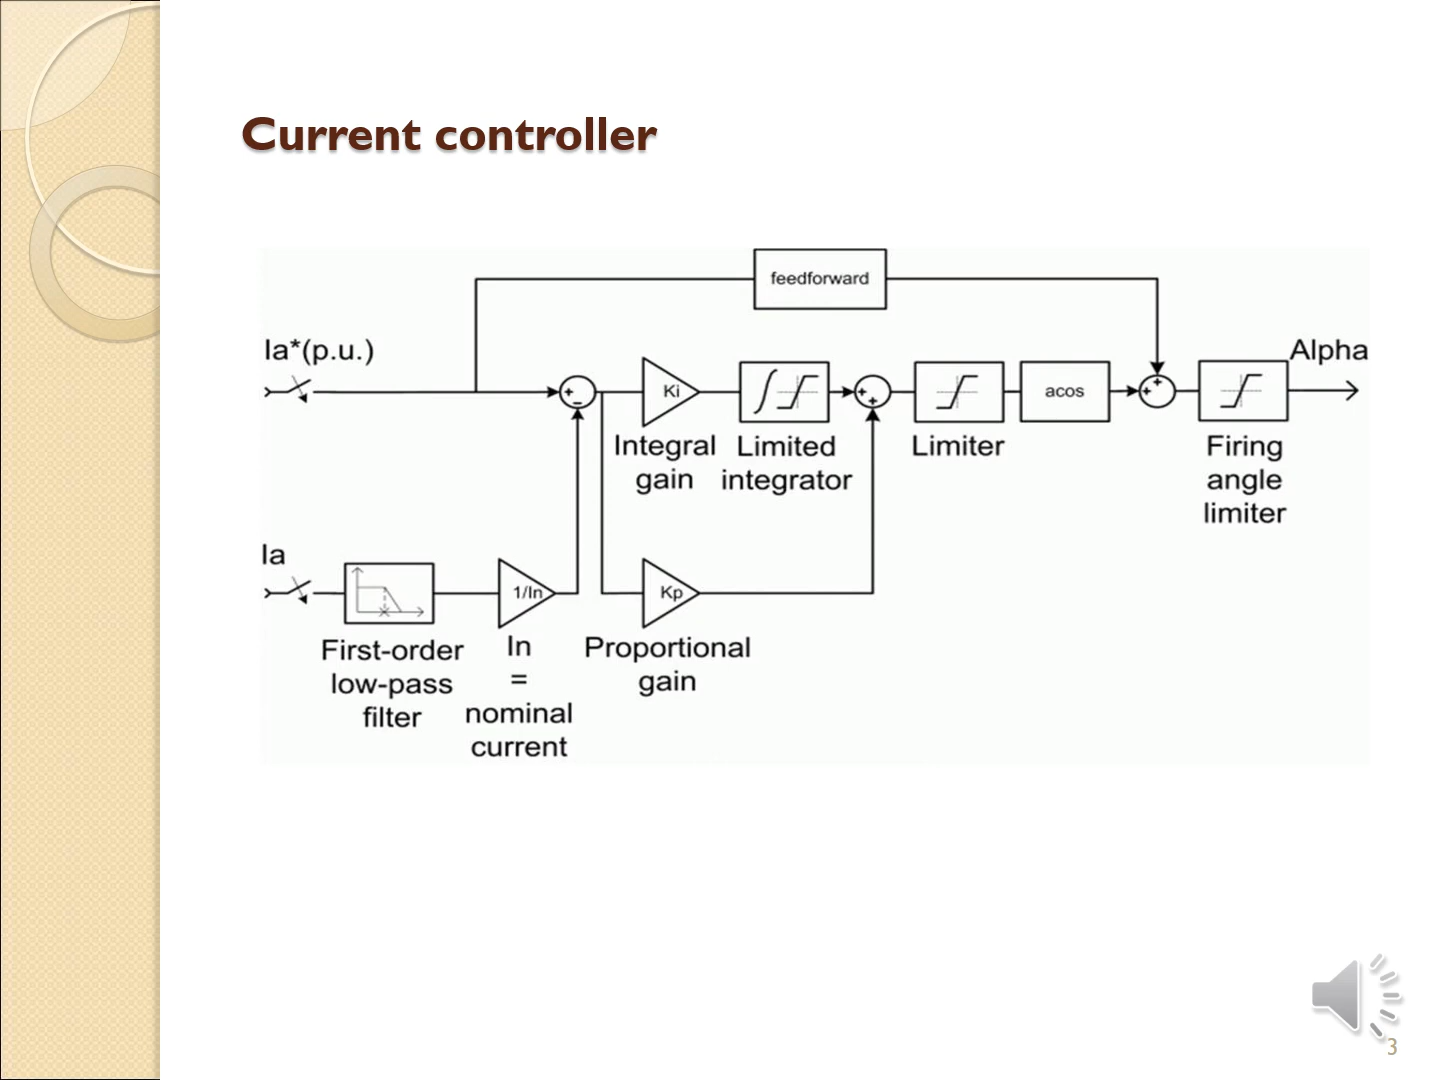 Current controller
feedforward
Ia*(p.u.)
Alpha
Ki
acos
Integral
gain
Limited
integrator
Limiter
Firing
angle
limiter
Ia
1/In
Kp
First-order
low-pass
filter
In
=
nominal
current
Proportional
gain
3